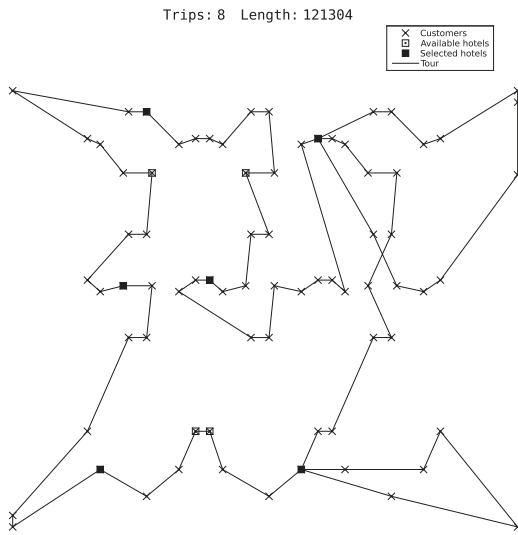 Trips: 8 Length: 121304
Customers
Available hotels
Selected hotels
Tour